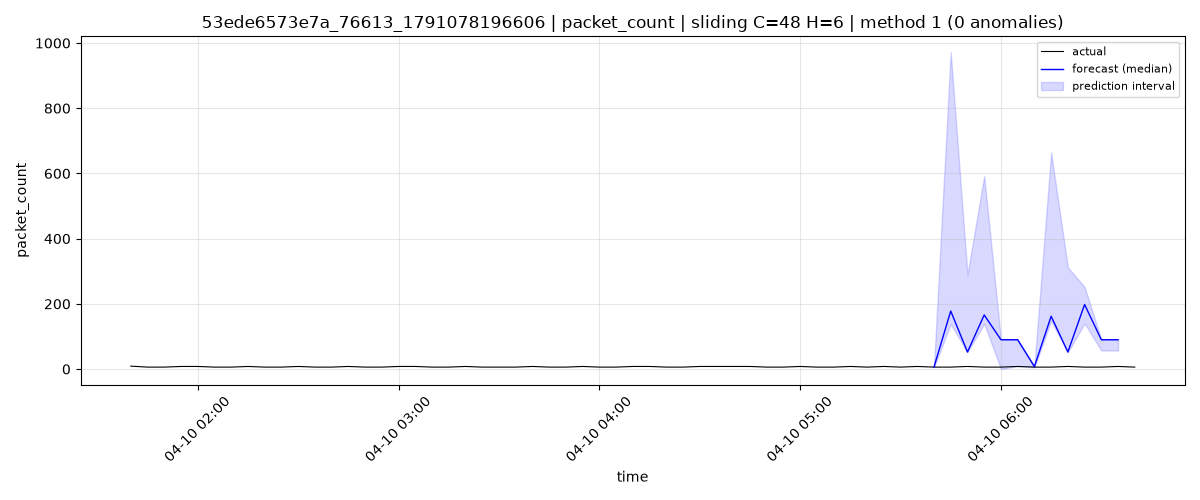 53ede6573e7a_76613_1791078196606 | packet_count | sliding C=48 H=6 | method 1 (0 anomalies)
actual
forecast (median)
prediction interval
packet_count
1000
800
600
400
200
0
04-10 02:00
04-10 03:00
04-10 04:00
04-10 05:00
04-10 06:00
time